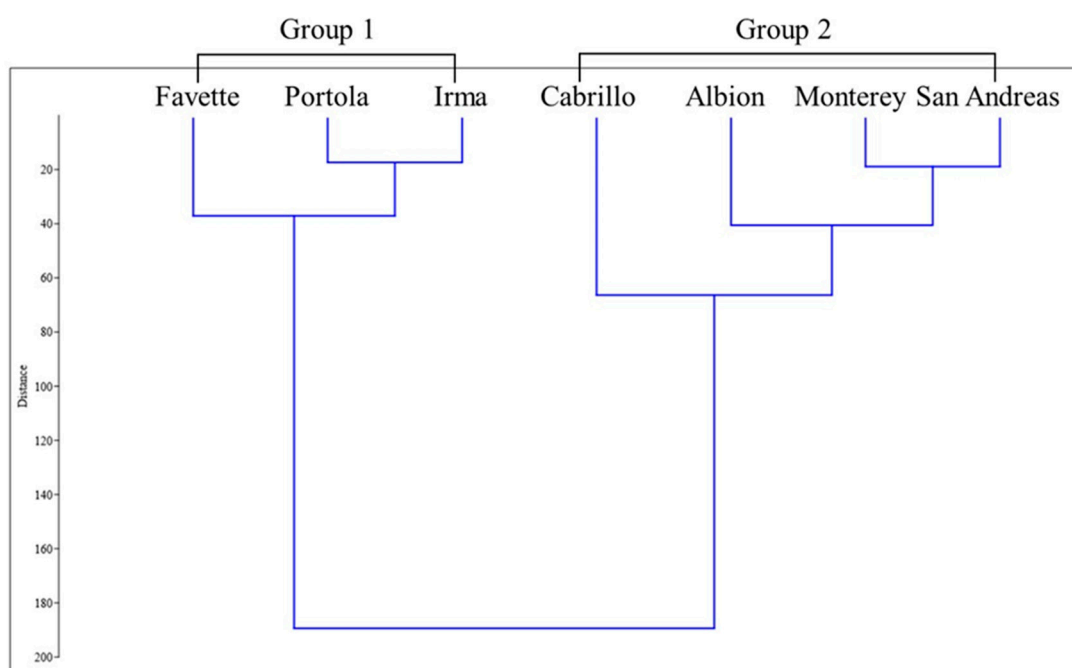 Group 1
Group 2
Favette Portola Irma Cabrillo Albion Monterey San Andreas
20
40
60
80
100
120
140
160
180
200
Distance